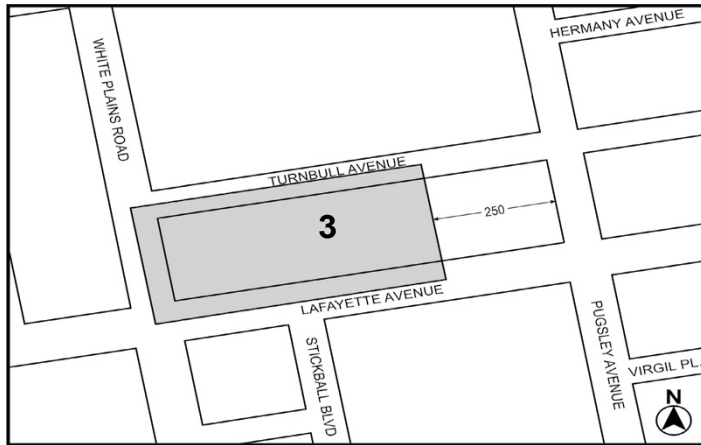 HERMANY AVENUE
WHITE PLAINS ROAD
TURNBULL AVENUE
3
250
LAFAYETTE AVENUE
STICKBALL BLVD
PUGSLEY AVENUE
VIRGIL PL.
N